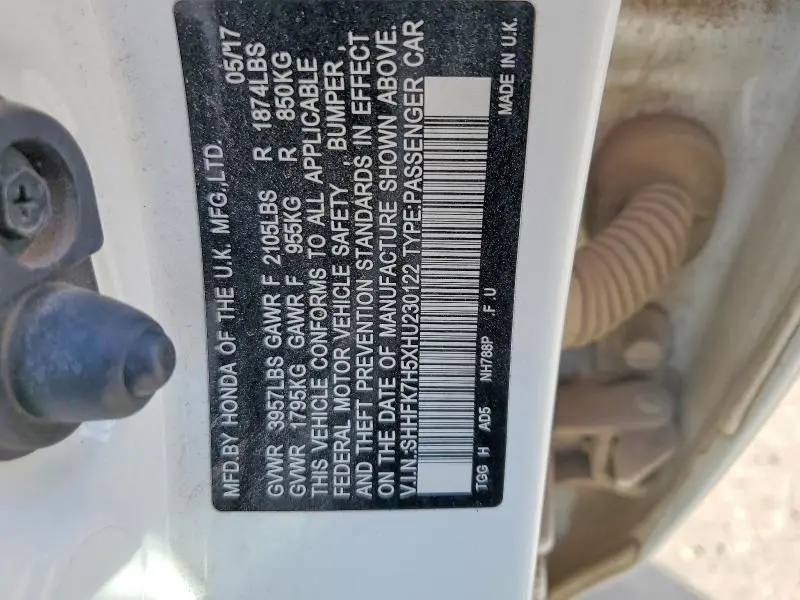 MFD.BY HONDA OF THE U.K. MFG.,LTD. 05/17
GVWR 3957LBS GAWR F 2105LBS R 1874LBS
GVWR 1795KG GAWR F 955KG R 850KG
THIS VEHICLE CONFORMS TO ALL APPLICABLE
FEDERAL MOTOR VEHICLE SAFETY , BUMPER ,
AND THEFT PREVENTION STANDARDS IN EFFECT
ON THE DATE OF MANUFACTURE SHOWN ABOVE.
V.I.N.:SHHFK7H5XHU230122 TYPE:PASSENGER CAR
TGG H AD5 NH788P .F.U MADE IN U.K.